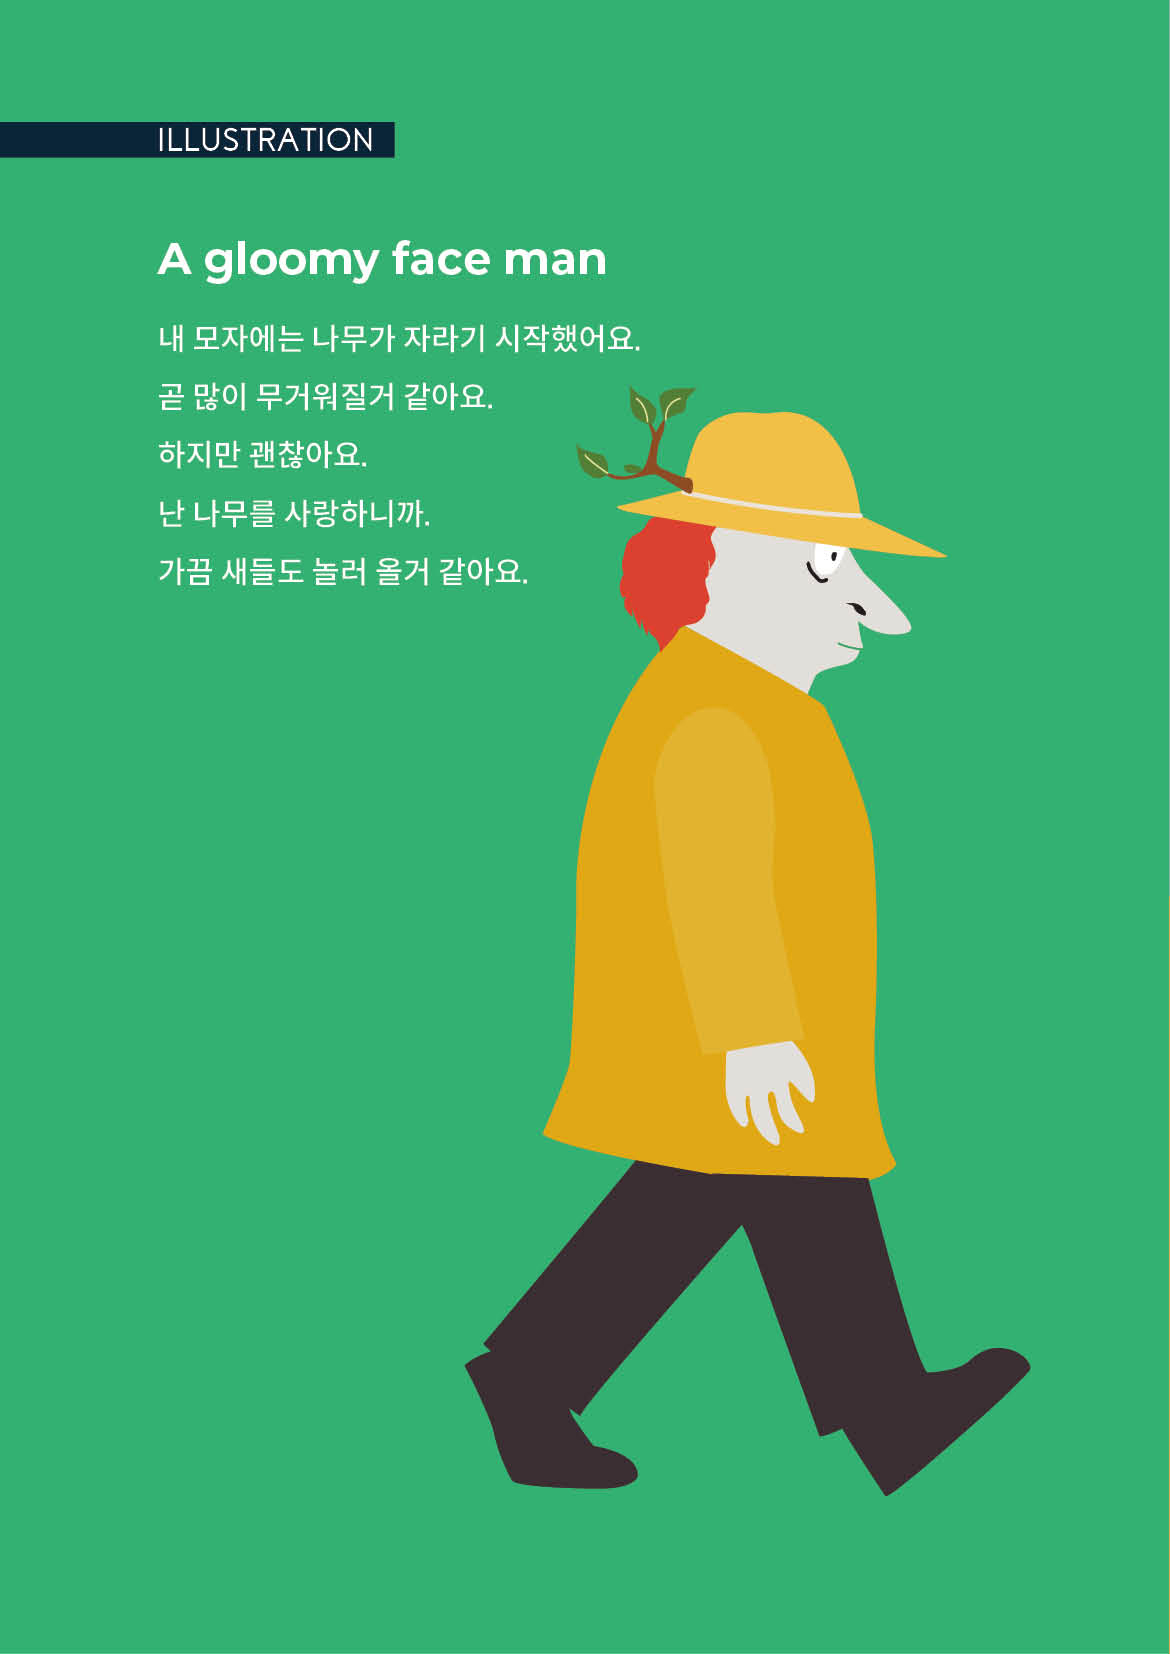 ILLUSTRATION
A gloomy face man
내 모자에는 나무가 자라기 시작했어요.
곧 많이 무거워질거 같아요.
하지만 괜찮아요.
난 나무를 사랑하니까.
가끔 새들도 놀러 올거 같아요.